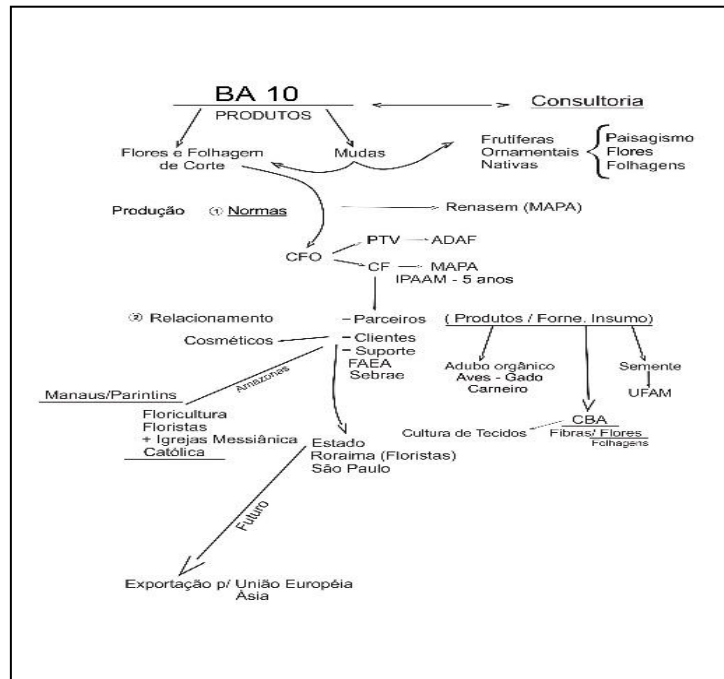 BA 10
Consultoria
PRODUTOS
Flores e Folhagem
de Corte
Mudas
Frutíferas
Ornamentais
Nativas
Paisagismo
Flores
Folhagens
Produção ① Normas
Renasem (MAPA)
CFO
PTV
ADAF
CF
MAPA
IPAAM - 5 anos
② Relacionamento
- Parceiros
( Produtos / Forne. Insumo)
Cosméticos
- Clientes
- Suporte
FAEA
Sebrae
Adubo orgânico
Aves - Gado
Carneiro
Semente
UFAM
Amazonas
Manaus/Parintins
Floricultura
Floristas
+ Igrejas Messiânica
Católica
Estado
Roraima (Floristas)
São Paulo
Cultura de Tecidos
CBA
Fibras/ Flores
Folhagens
Futuro
Exportação p/ União Européia
Ásia